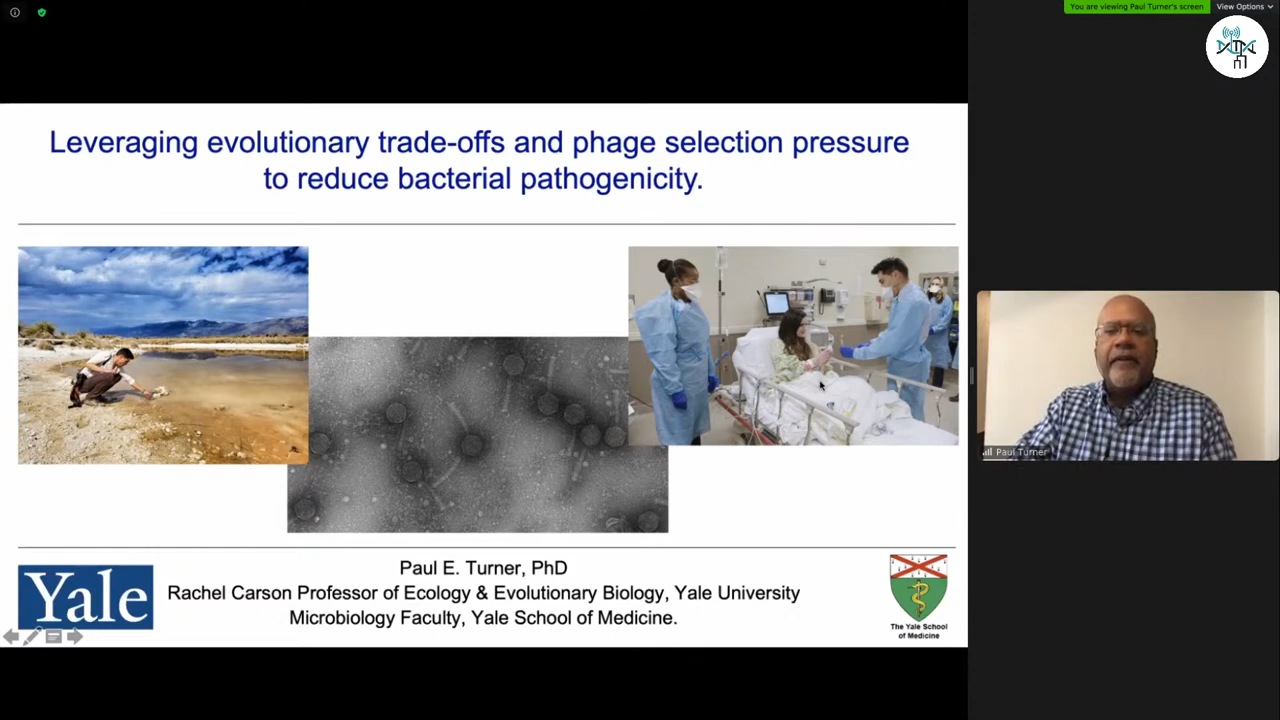 You are viewing Paul Turner's screen
View Options
Leveraging evolutionary trade-offs and phage selection pressure
to reduce bacterial pathogenicity.
Paul Turner
Yale
Paul E. Turner, PhD
Rachel Carson Professor of Ecology & Evolutionary Biology, Yale University
Microbiology Faculty, Yale School of Medicine.
The Yale School
of Medicine